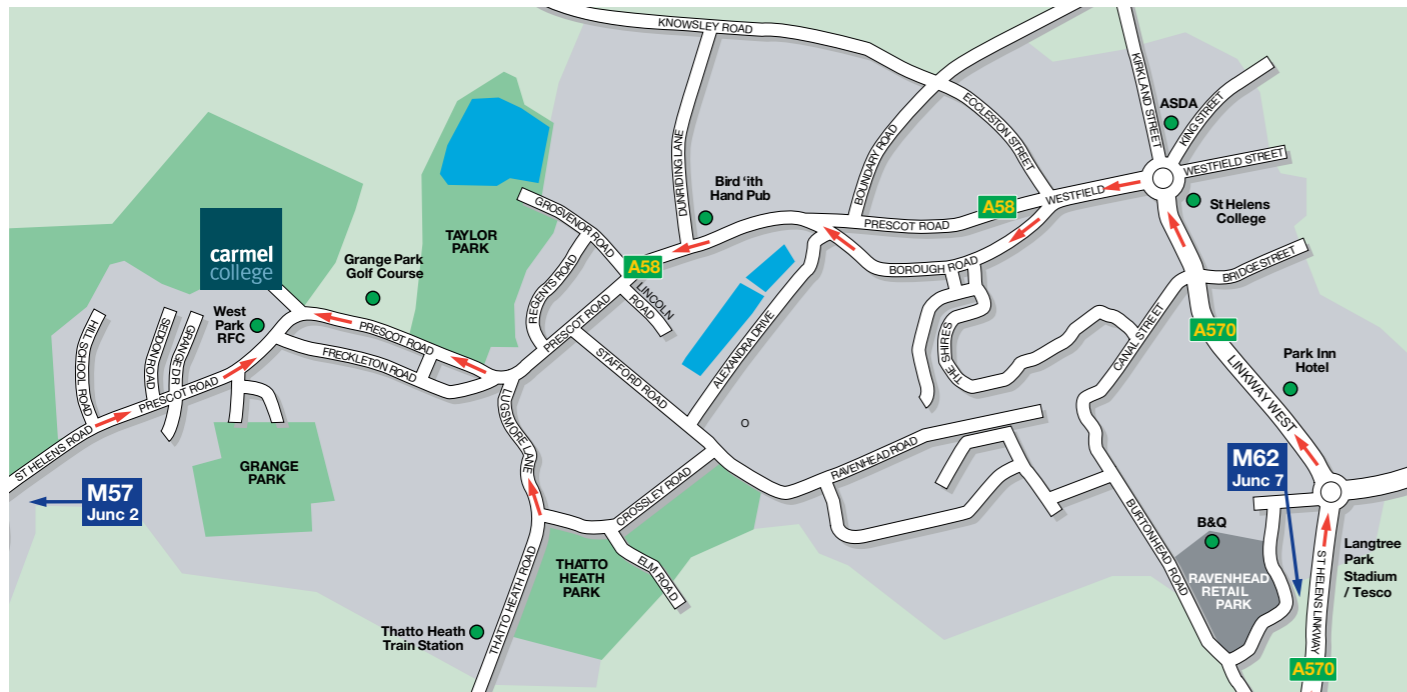 KNOWSLEY ROAD
KIRKLAND STREET
ASDA
KING STREET
ECCLESTON STREET
DUNRIDING LANE
BOUNDARY ROAD
WESTFIELD STREET
Bird ‘ith
Hand Pub
WESTFIELD
A58
PRESCOT ROAD
St Helens
College
GROSVENOR ROAD
TAYLOR
PARK
carmel
college
Grange Park
Golf Course
A58
BOROUGH ROAD
BRIDGE STREET
REGENTS ROAD
LINCOLN
ROAD
PRESCOT ROAD
West
Park
RFC
HILL SCHOOL ROAD
SEDDON ROAD
GRANGE DR
PRESCOT ROAD
FRECKLETON ROAD
ALEXANDRA DRIVE
THE SHIRES
CANAL STREET
A570
LINKWAY WEST
Park Inn
Hotel
STAFFORD ROAD
PRESCOT ROAD
LUGSMORE LANE
ST HELENS ROAD
GRANGE
PARK
CROSSLEY ROAD
RAVENHEAD ROAD
M62
Junc 7
M57
Junc 2
BURTONHEAD ROAD
B&Q
THATTO
HEATH
PARK
ELM ROAD
RAVENHEAD
RETAIL
PARK
Langtree
Park
Stadium
/ Tesco
ST HELENS LINKWAY
THATTO HEATH ROAD
Thatto Heath
Train Station
A570